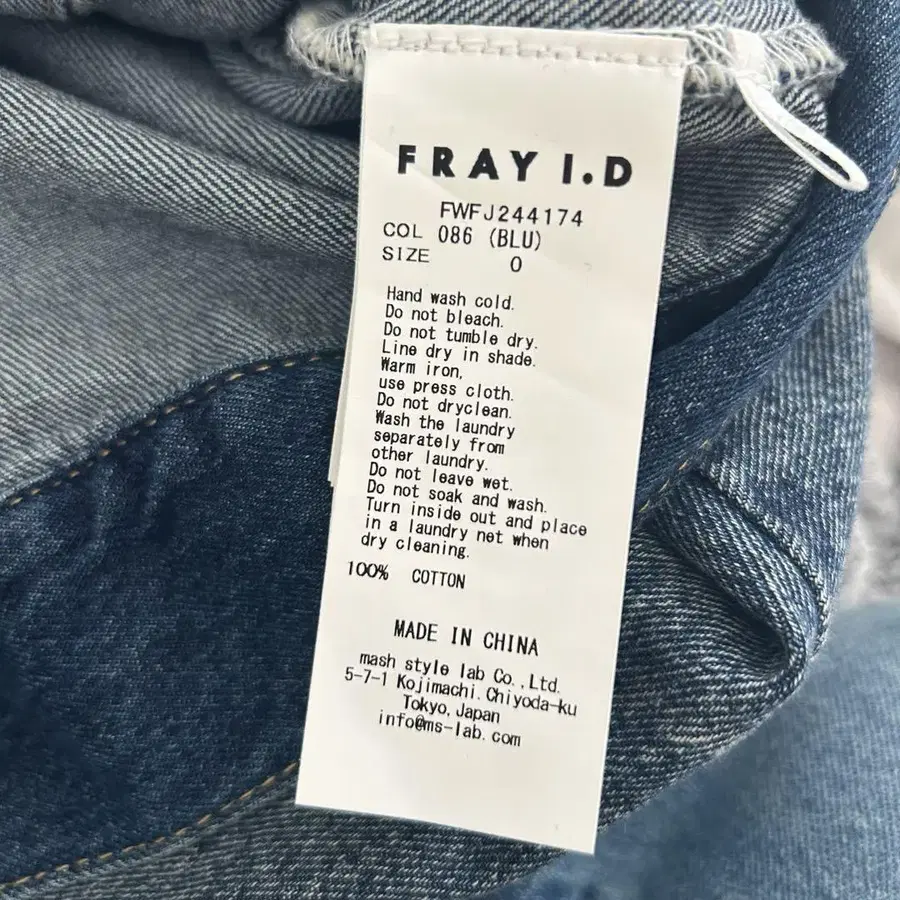 FRAY I.D
FWFJ244174
COL 086 (BLU)
SIZE 0
Hand wash cold.
Do not bleach.
Do not tumble dry.
Line dry in shade.
Warm iron,
use press cloth.
Do not dryclean.
Wash the laundry
separately from
other laundry.
Do not leave wet.
Do not soak and wash.
Turn inside out and place
in a laundry net when
dry cleaning.
100% COTTON
MADE IN CHINA
mash style lab Co.,Ltd.
5-7-1 Kojimachi.Chiyoda-ku
Tokyo,Japan
info@ms-lab.com